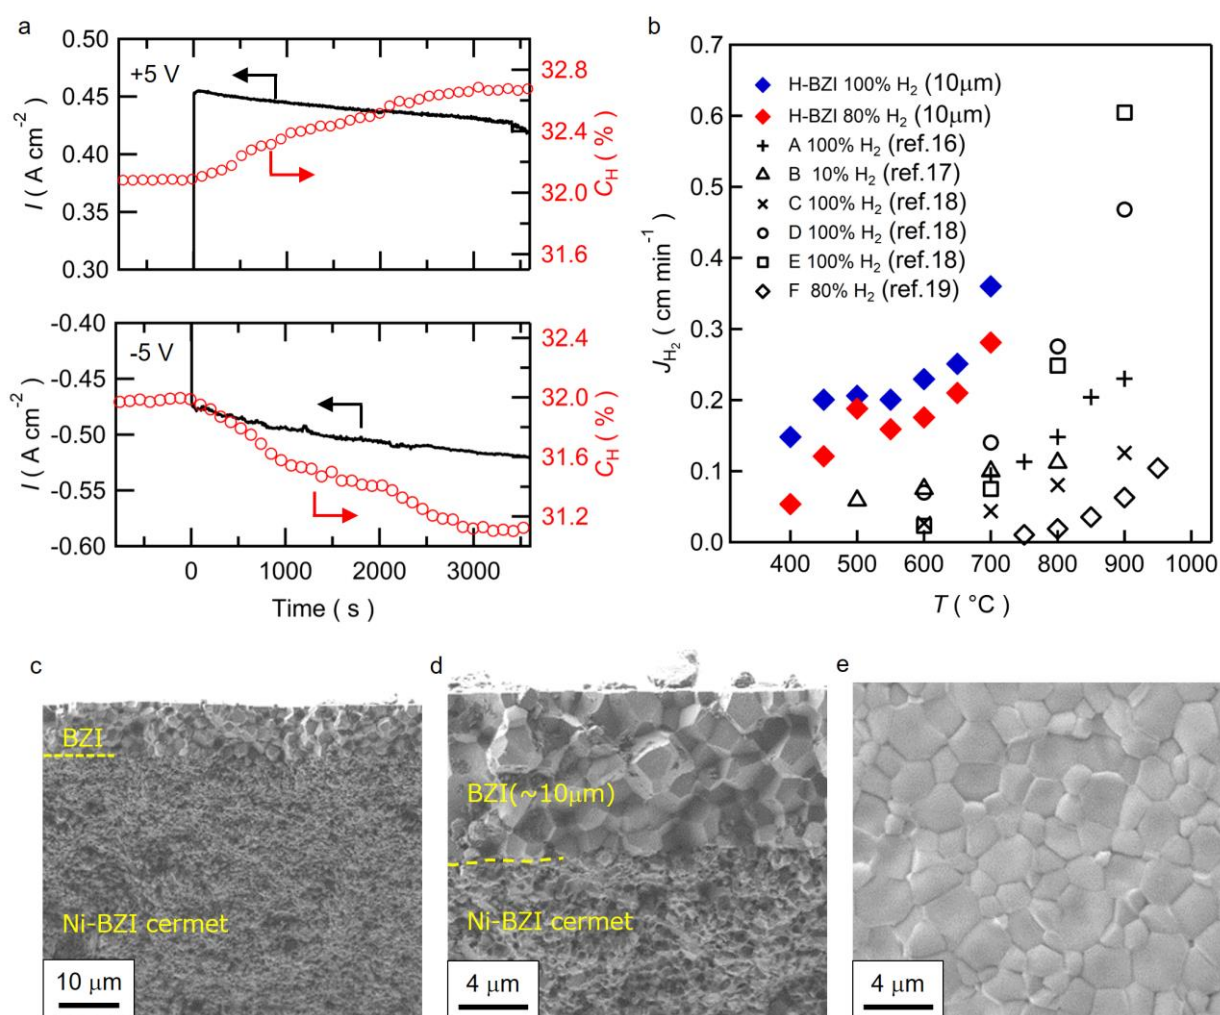 a
+5 V
0.50
0.45
0.40
0.35
0.30
I ( A cm⁻²)
32.8
32.4
32.0
31.6
C_H ( % )
-5 V
-0.40
-0.45
-0.50
-0.55
-0.60
I ( A cm⁻²)
32.4
32.0
31.6
31.2
C_H ( % )
0
1000
2000
3000
Time ( s )
b
0.7
0.6
0.5
0.4
0.3
0.2
0.1
0.0
J_H₂ ( cm min⁻¹)
H-BZI 100% H₂ (10μm)
H-BZI 80% H₂ (10μm)
A 100% H₂ (ref.16)
B 10% H₂ (ref.17)
C 100% H₂ (ref.18)
D 100% H₂ (ref.18)
E 100% H₂ (ref.18)
F 80% H₂ (ref.19)
400 500 600 700 800 900 1000
T ( °C )
c
BZI
Ni-BZI cermet
10 μm
d
BZI(~10μm)
Ni-BZI cermet
4 μm
e
4 μm